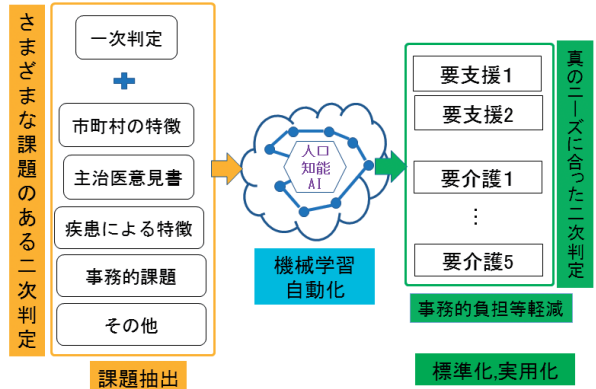 さまざまな課題のある二次判定
一次判定
+
市町村の特徴
主治医意見書
疾患による特徴
事務的課題
その他
課題抽出
人口
知能
AI
機械学習
自動化
要支援1
要支援2
要介護1
⋮
要介護5
真のニーズに合った二次判定
事務的負担等軽減
標準化,実用化